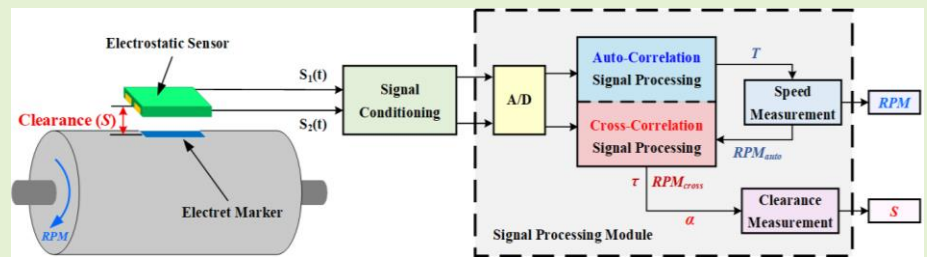 Electrostatic Sensor
Clearance (S)
S₁(t)
S₂(t)
Electret Marker
RPM
Signal
Conditioning
A/D
Auto-Correlation
Signal Processing
Cross-Correlation
Signal Processing
T
Speed
Measurement
RPM
RPMauto
τ RPMcross
α
Clearance
Measurement
S
Signal Processing Module